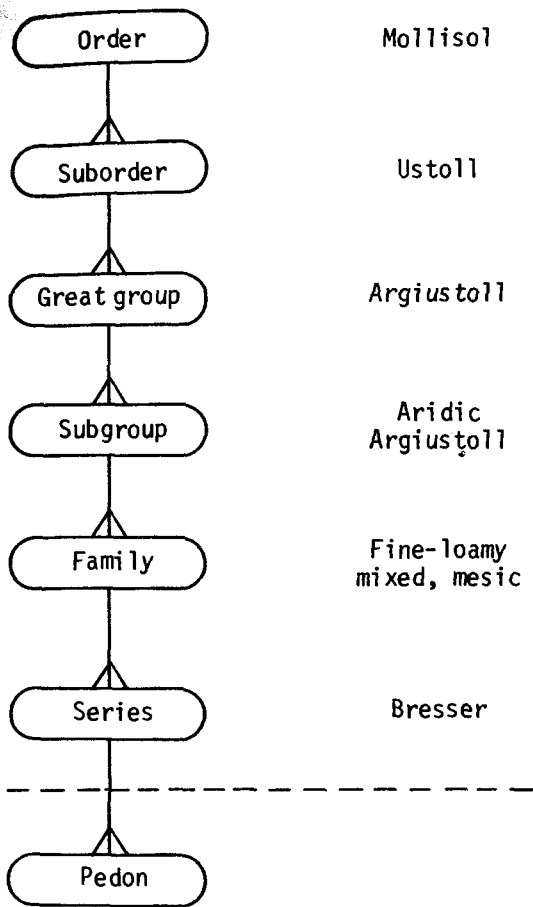 Order Mollisol
Suborder Ustoll
Great group Argiustoll
Subgroup Aridic
Argiustoll
Family Fine-loamy
mixed, mesic
Series Bresser
Pedon